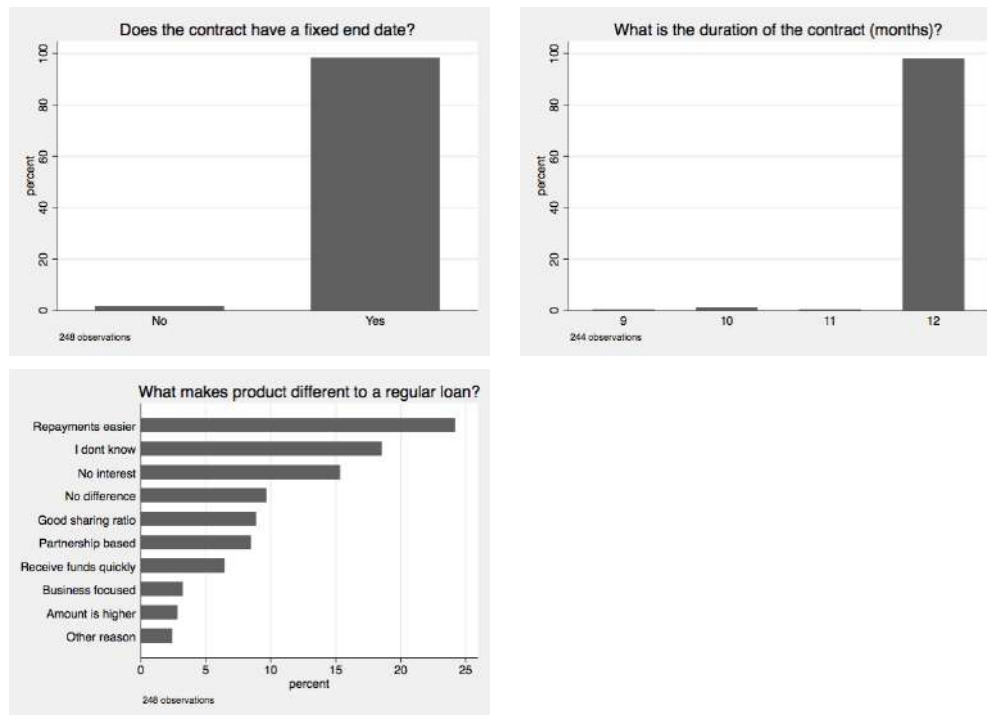 Does the contract have a fixed end date?
percent
100
80
60
40
20
0
No Yes
248 observations
What is the duration of the contract (months)?
percent
100
80
60
40
20
0
9 10 11 12
244 observations
What makes product different to a regular loan?
Repayments easier
I dont know
No interest
No difference
Good sharing ratio
Partnership based
Receive funds quickly
Business focused
Amount is higher
Other reason
0 5 10 15 20 25
percent
248 observations